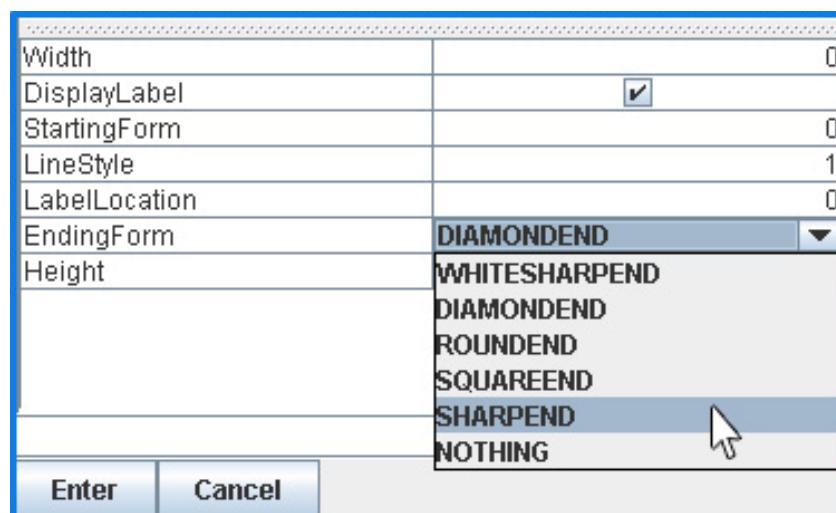 Width 0
DisplayLabel
StartingForm 0
LineStyle 1
LabelLocation 0
EndingForm DIAMONDEND
Height WHITESHARPEND
DIAMONDEND
ROUNDEND
SQUAREEND
SHARPEND
NOTHING
Enter Cancel